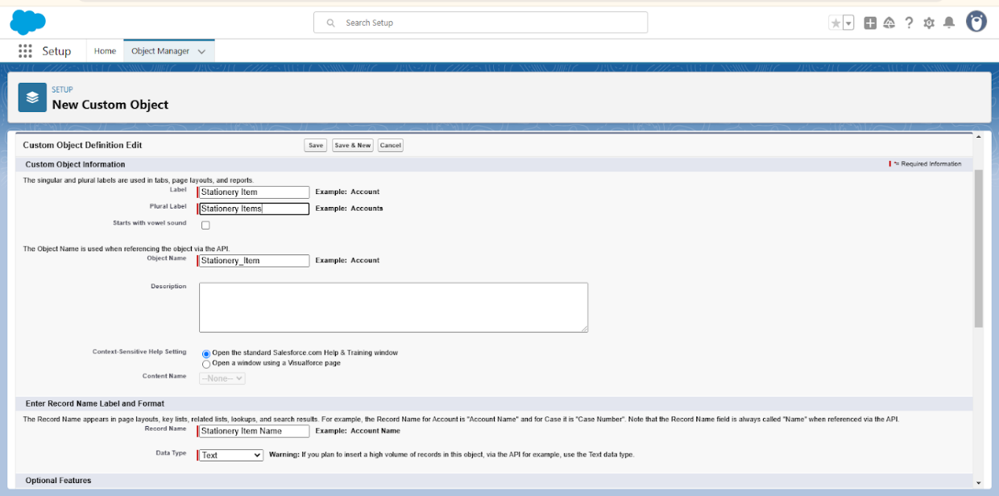 Search Setup
Setup
Home
Object Manager
SETUP
New Custom Object
Custom Object Definition Edit
Save
Save & New
Cancel
Custom Object Information
*= Required Information
The singular and plural labels are used in tabs, page layouts, and reports.
Label
Stationery Item
Example: Account
Plural Label
Stationery Items
Example: Accounts
Starts with vowel sound
The Object Name is used when referencing the object via the API.
Object Name
Stationery_Item
Example: Account
Description
Context-Sensitive Help Setting
Open the standard Salesforce.com Help & Training window
Open a window using a Visualforce page
Content Name
--None--
Enter Record Name Label and Format
The Record Name appears in page layouts, key lists, related lists, lookups, and search results. For example, the Record Name for Account is "Account Name" and for Case it is "Case Number". Note that the Record Name field is always called "Name" when referenced via the API.
Record Name
Stationery Item Name
Example: Account Name
Data Type
Text
Warning: If you plan to insert a high volume of records in this object, via the API for example, use the Text data type.
Optional Features